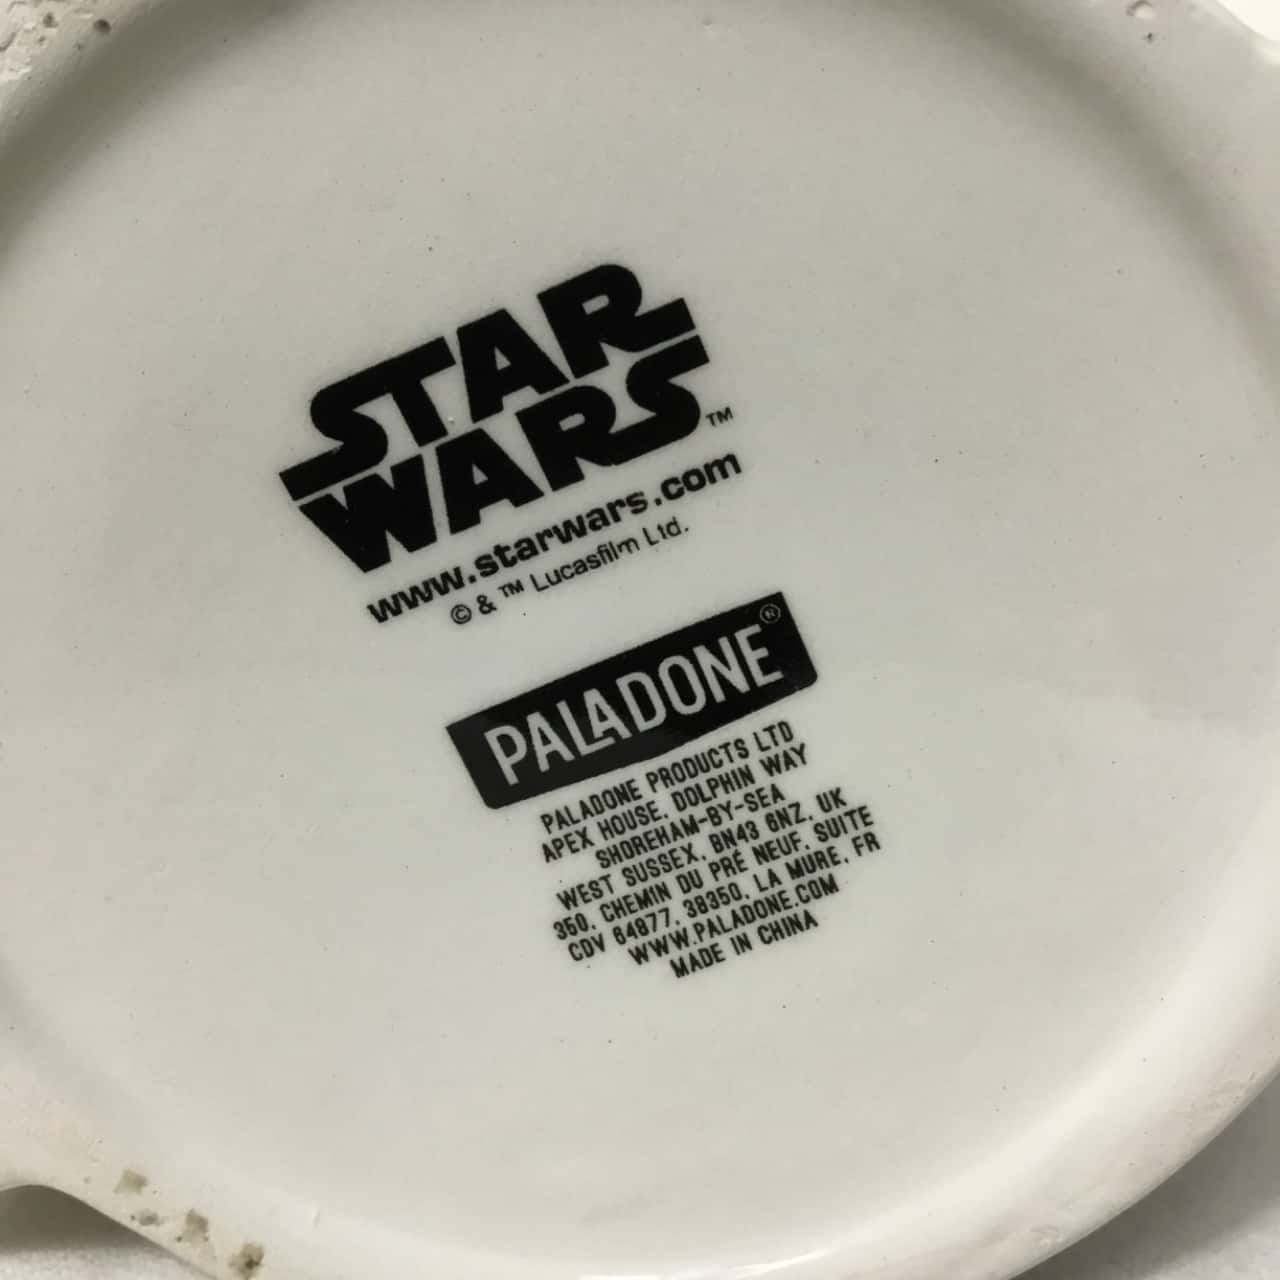 STAR
WARS™
www.starwars.com
© & ™ Lucasfilm Ltd.
PALADONE®
PALADONE PRODUCTS LTD
APEX HOUSE, DOLPHIN WAY
SHOREHAM-BY-SEA
WEST SUSSEX, BN43 6NZ, UK
350, CHEMIN DU PRÉ NEUF, SUITE
CDV 64977, 38350, LA MURE, FR
WWW.PALADONE.COM
MADE IN CHINA